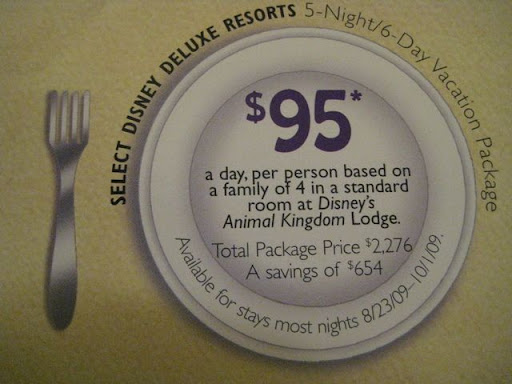 SELECT DISNEY DELUXE RESORTS 5-Night/6-Day Vacation Package
$95*
a day, per person based on
a family of 4 in a standard
room at Disney's
Animal Kingdom Lodge.
Total Package Price $2,276
A savings of $654
Available for stays most nights 8/23/09–10/1/09.